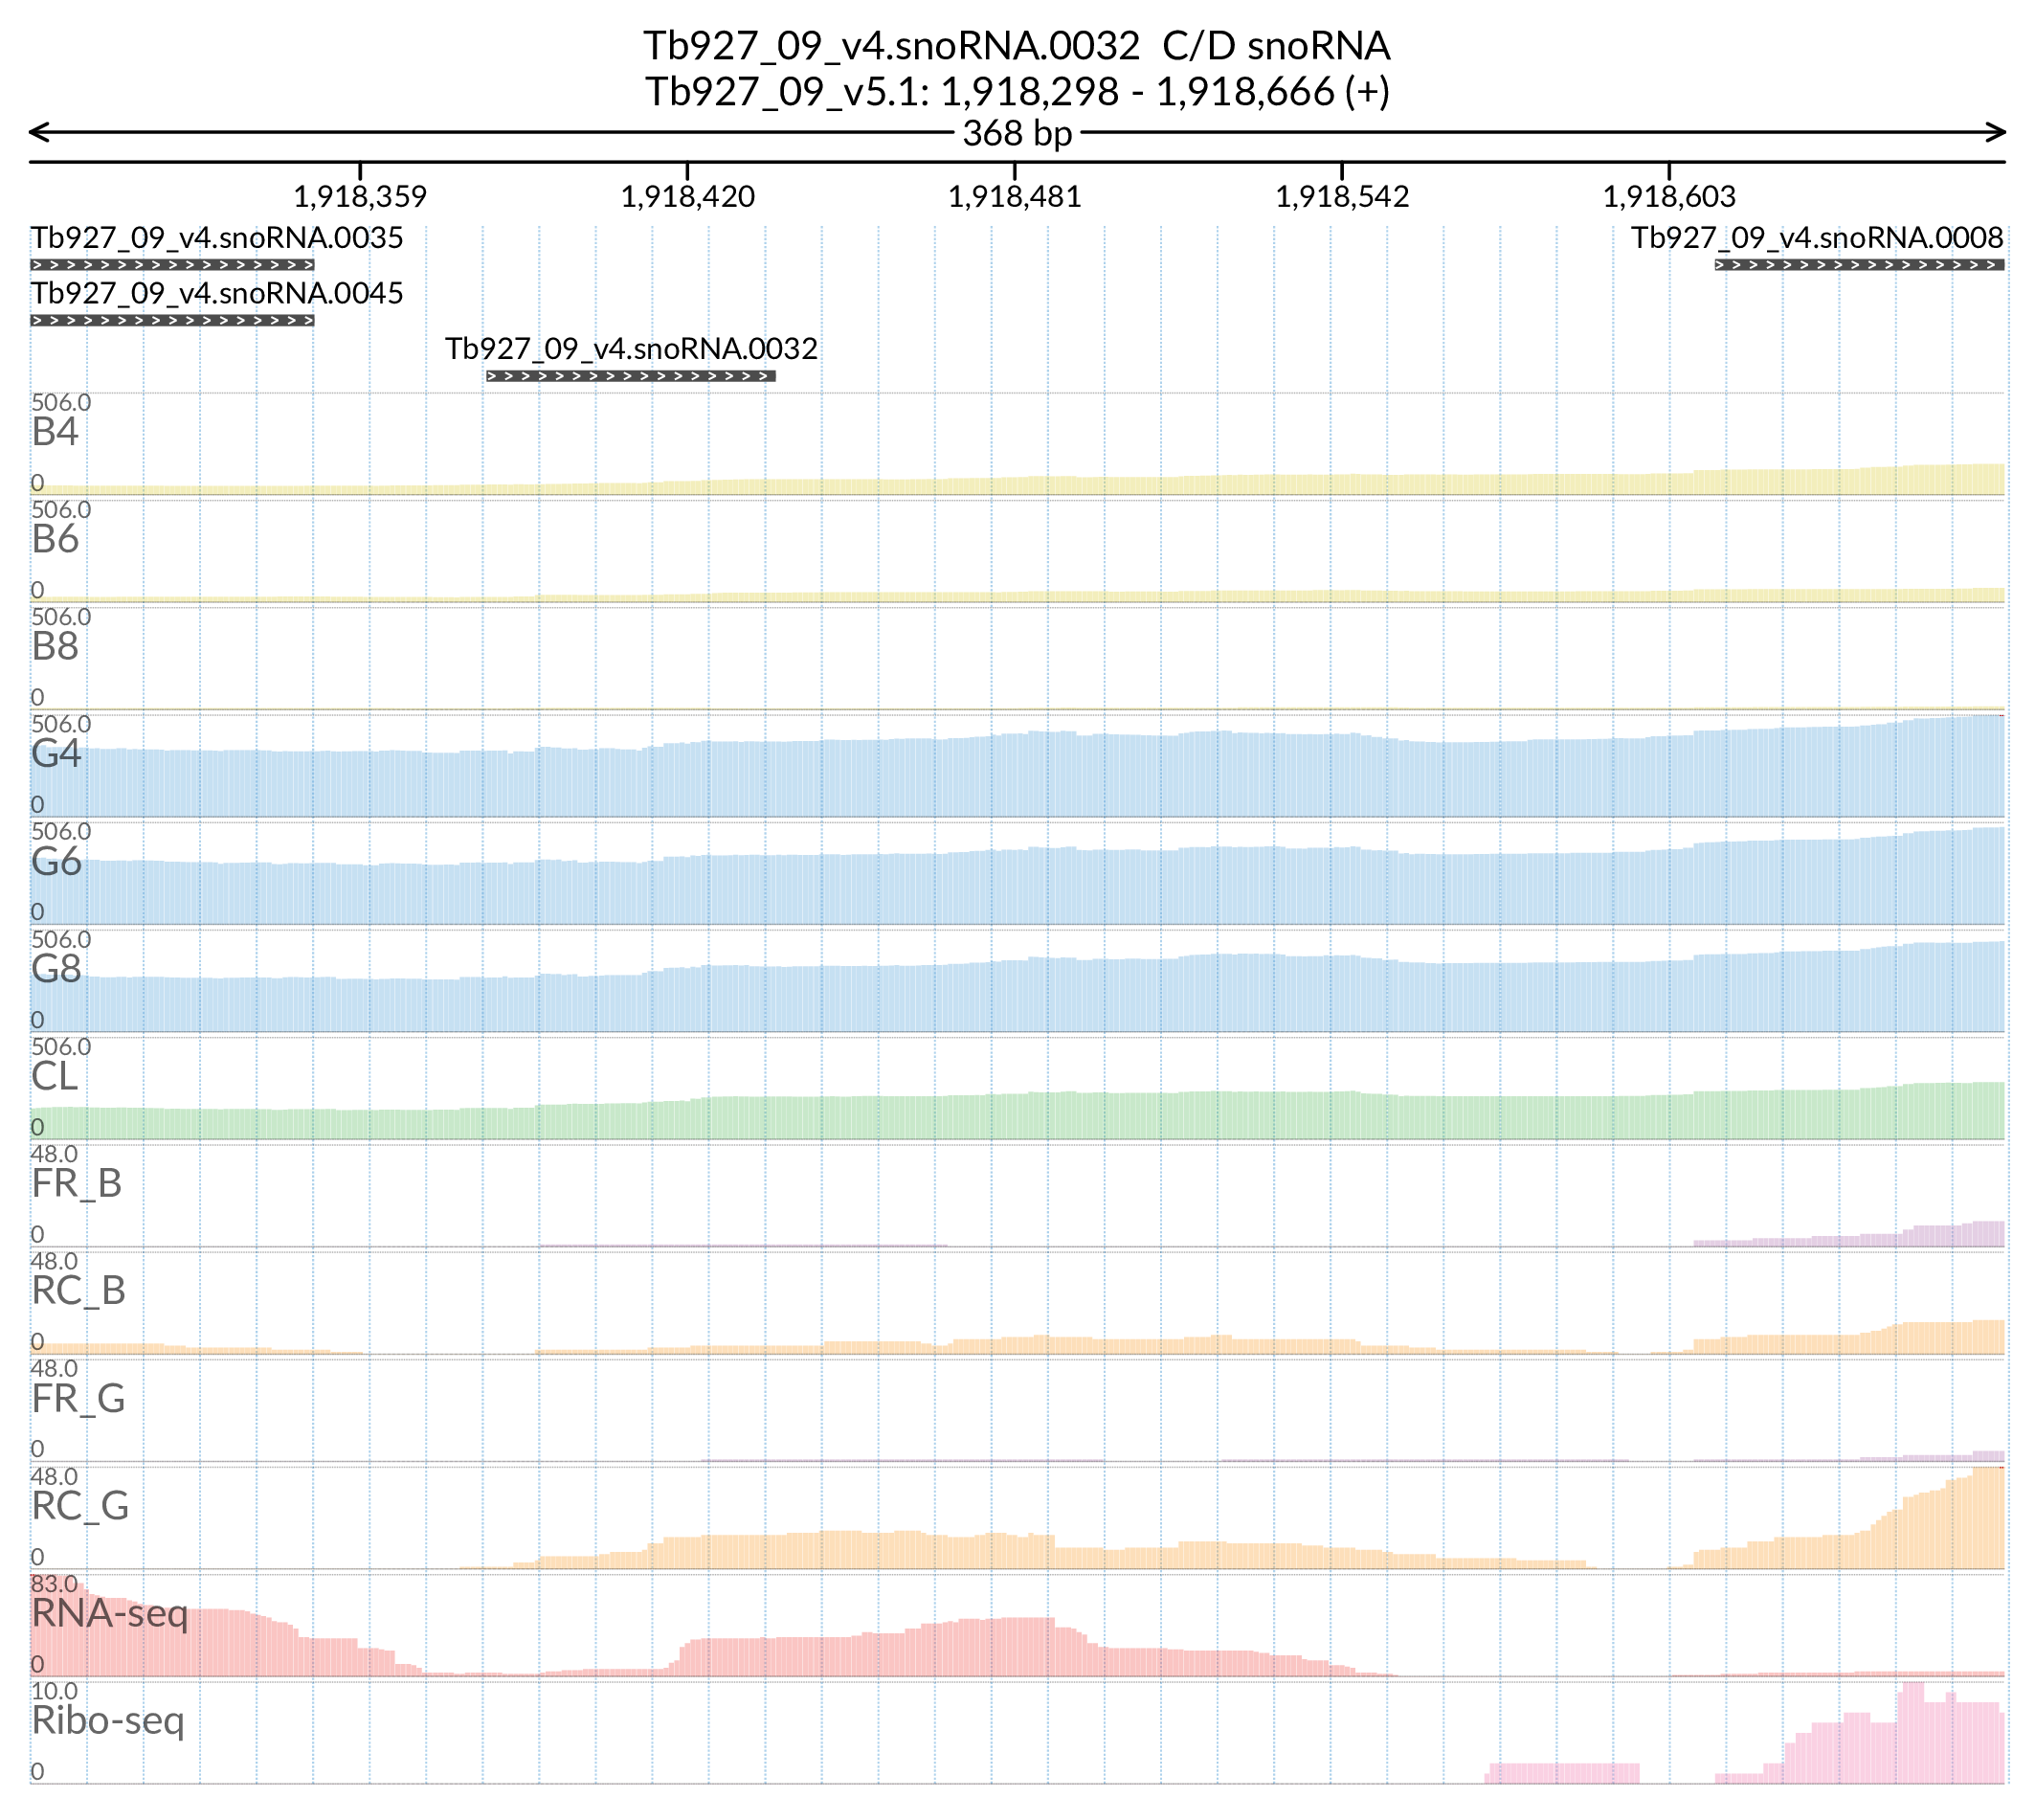 Tb927_09_v4.snoRNA.0032  C/D snoRNA
Tb927_09_v5.1: 1,918,298 - 1,918,666 (+)
368 bp
1,918,359 1,918,420 1,918,481 1,918,542 1,918,603
Tb927_09_v4.snoRNA.0035 Tb927_09_v4.snoRNA.0008
Tb927_09_v4.snoRNA.0045
Tb927_09_v4.snoRNA.0032
506.0
B4
0
506.0
B6
0
506.0
B8
0
506.0
G4
0
506.0
G6
0
506.0
G8
0
506.0
CL
0
48.0
FR_B
0
48.0
RC_B
0
48.0
FR_G
0
48.0
RC_G
0
83.0
RNA-seq
0
10.0
Ribo-seq
0